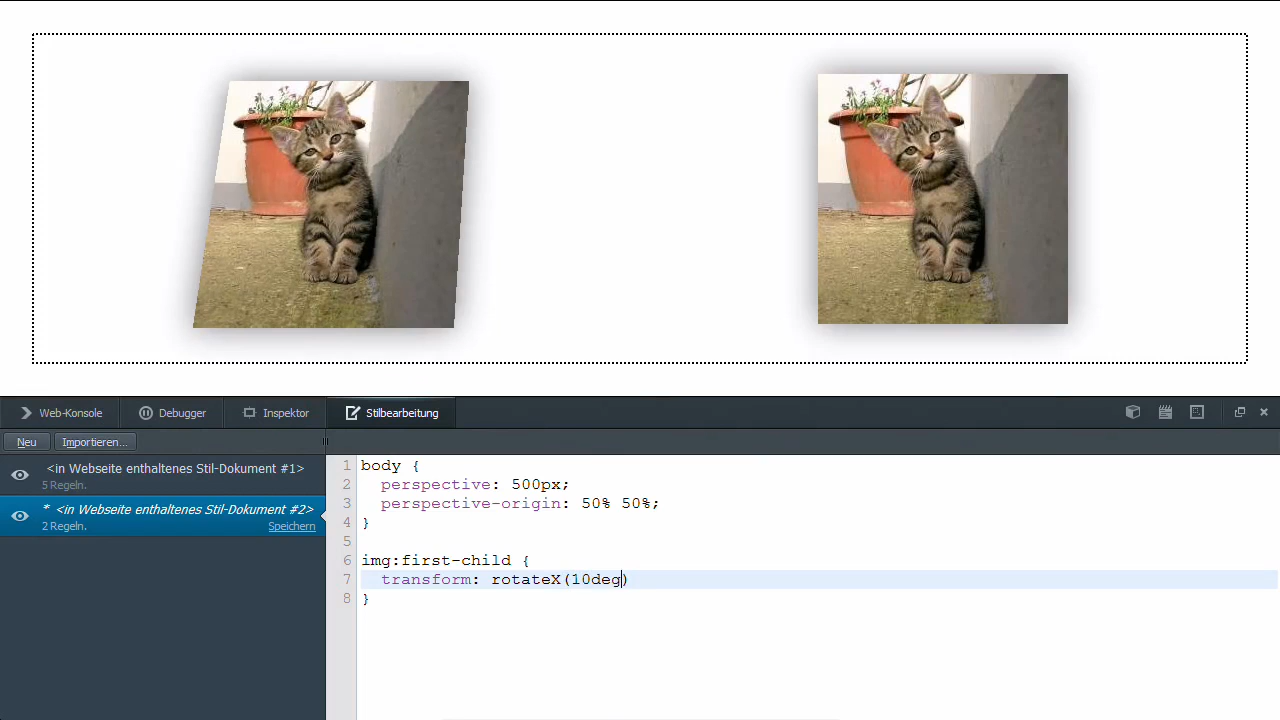 Web-Konsole Debugger Inspektor Stilbearbeitung
Neu Importieren...
<in Webseite enthaltenes Stil-Dokument #1>
5 Regeln.
* <in Webseite enthaltenes Stil-Dokument #2>
2 Regeln. Speichern
1 body {
2 perspective: 500px;
3 perspective-origin: 50% 50%;
4 }
5
6 img:first-child {
7 transform: rotateX(10deg)
8 }